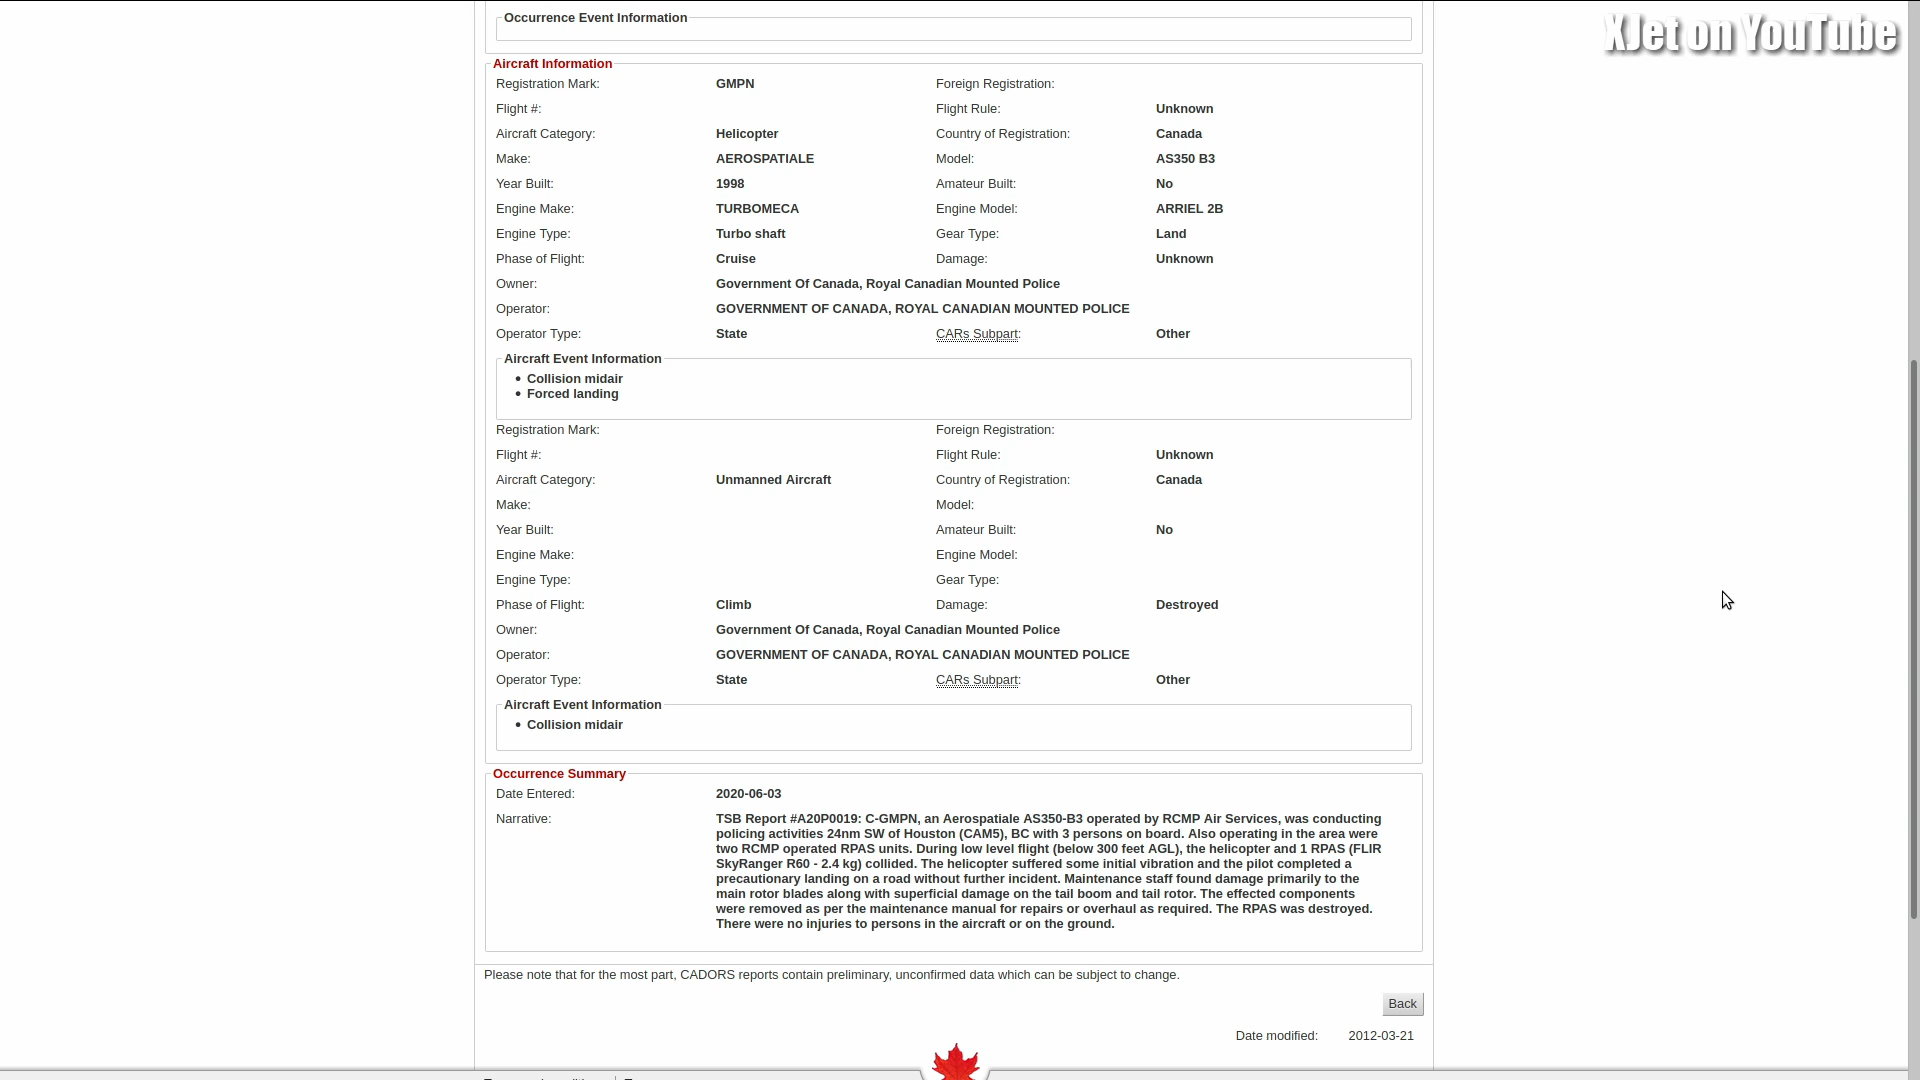 XJet on YouTube
Occurrence Event Information
Aircraft Information
Registration Mark: GMPN Foreign Registration:
Flight #: Flight Rule: Unknown
Aircraft Category: Helicopter Country of Registration: Canada
Make: AEROSPATIALE Model: AS350 B3
Year Built: 1998 Amateur Built: No
Engine Make: TURBOMECA Engine Model: ARRIEL 2B
Engine Type: Turbo shaft Gear Type: Land
Phase of Flight: Cruise Damage: Unknown
Owner: Government Of Canada, Royal Canadian Mounted Police
Operator: GOVERNMENT OF CANADA, ROYAL CANADIAN MOUNTED POLICE
Operator Type: State CARs Subpart: Other
Aircraft Event Information
• Collision midair
• Forced landing
Registration Mark: Foreign Registration:
Flight #: Flight Rule: Unknown
Aircraft Category: Unmanned Aircraft Country of Registration: Canada
Make: Model:
Year Built: Amateur Built: No
Engine Make: Engine Model:
Engine Type: Gear Type:
Phase of Flight: Climb Damage: Destroyed
Owner: Government Of Canada, Royal Canadian Mounted Police
Operator: GOVERNMENT OF CANADA, ROYAL CANADIAN MOUNTED POLICE
Operator Type: State CARs Subpart: Other
Aircraft Event Information
• Collision midair
Occurrence Summary
Date Entered: 2020-06-03
Narrative: TSB Report #A20P0019: C-GMPN, an Aerospatiale AS350-B3 operated by RCMP Air Services, was conducting
policing activities 24nm SW of Houston (CAM5), BC with 3 persons on board. Also operating in the area were
two RCMP operated RPAS units. During low level flight (below 300 feet AGL), the helicopter and 1 RPAS (FLIR
SkyRanger R60 - 2.4 kg) collided. The helicopter suffered some initial vibration and the pilot completed a
precautionary landing on a road without further incident. Maintenance staff found damage primarily to the
main rotor blades along with superficial damage on the tail boom and tail rotor. The effected components
were removed as per the maintenance manual for repairs or overhaul as required. The RPAS was destroyed.
There were no injuries to persons in the aircraft or on the ground.
Please note that for the most part, CADORS reports contain preliminary, unconfirmed data which can be subject to change.
Back
Date modified: 2012-03-21